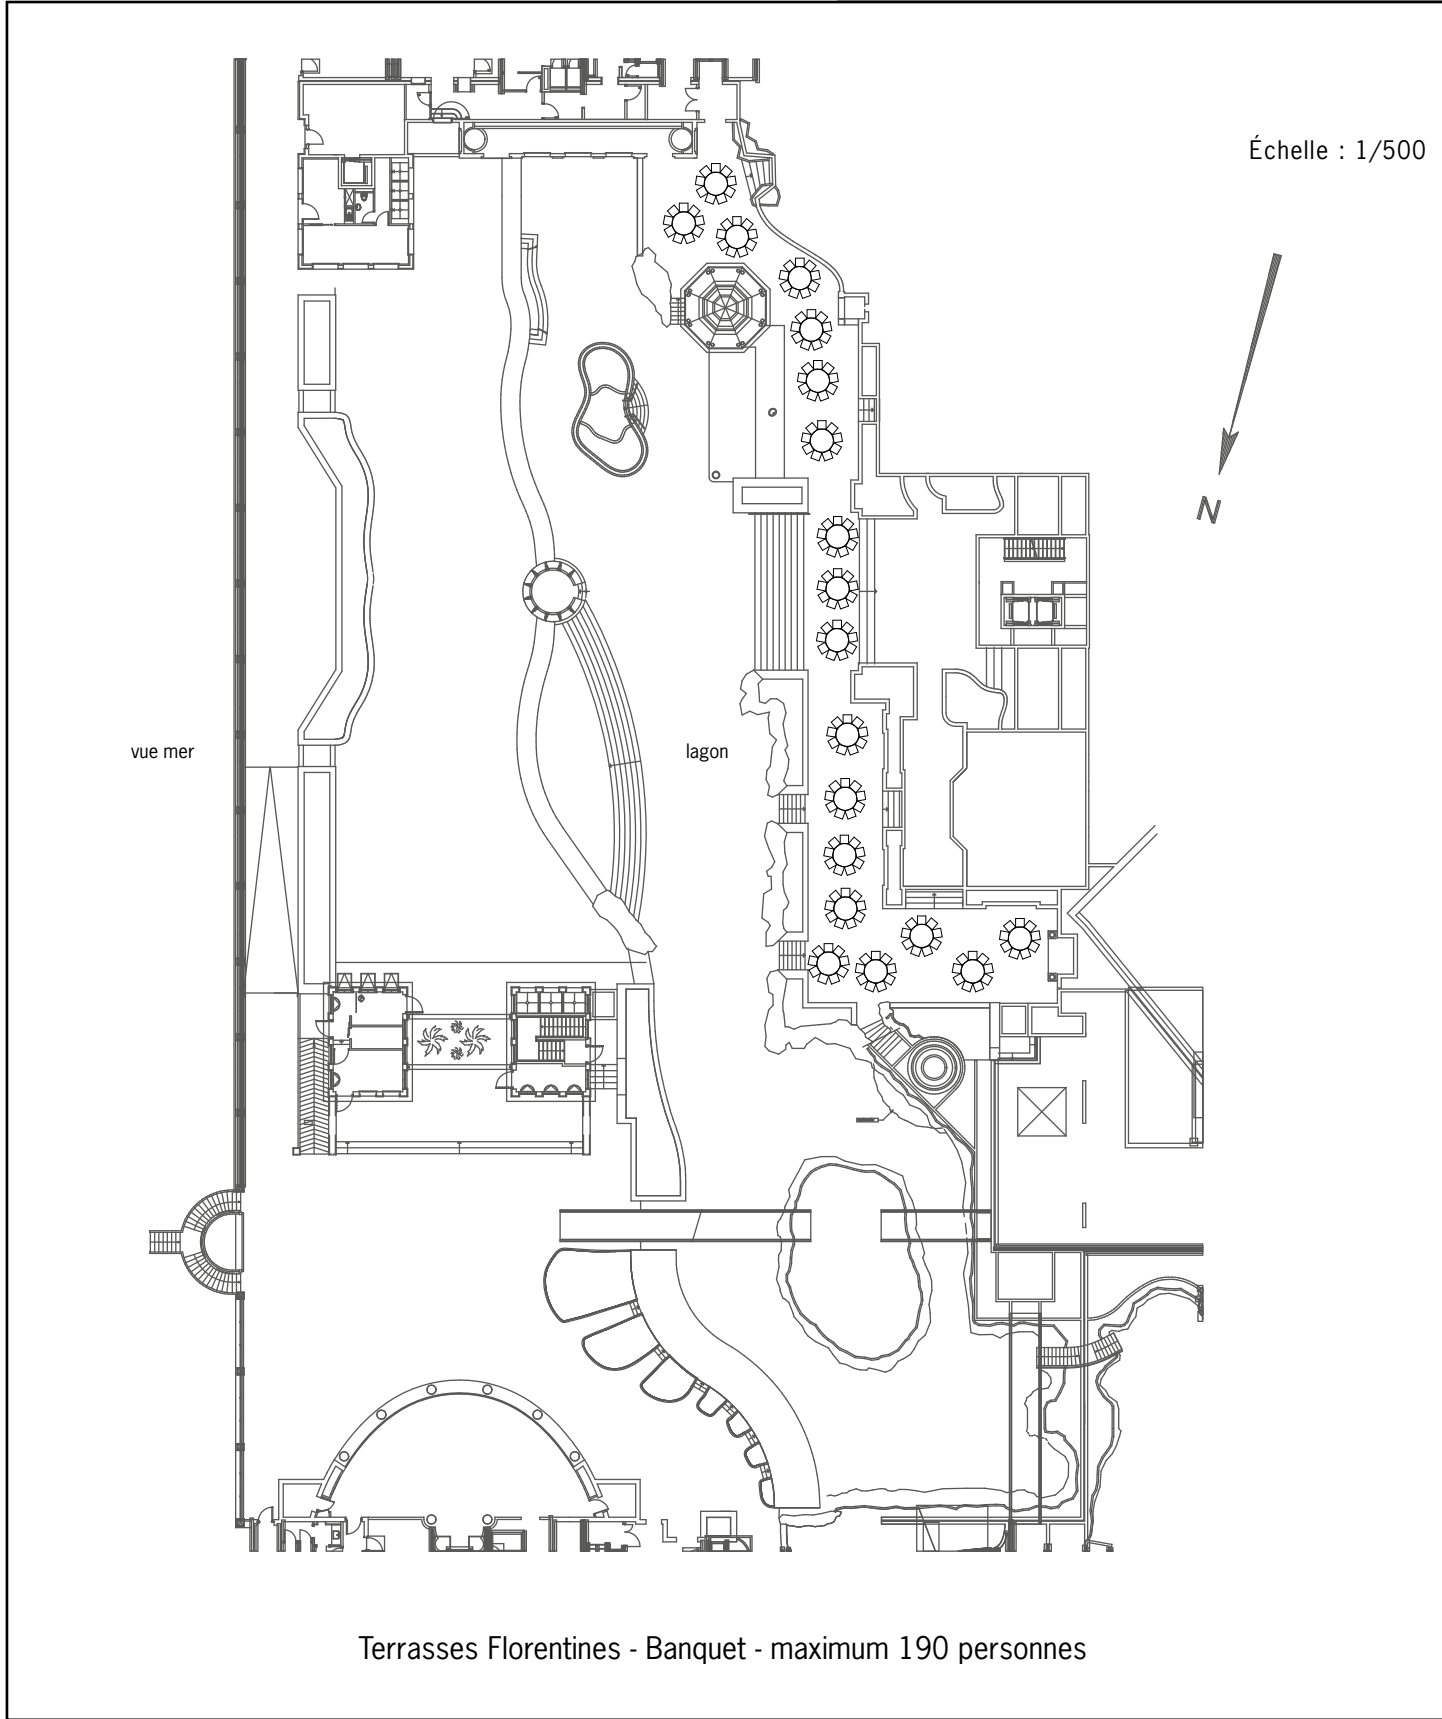 Échelle : 1/500
N
vue mer
lagon
Terrasses Florentines - Banquet - maximum 190 personnes